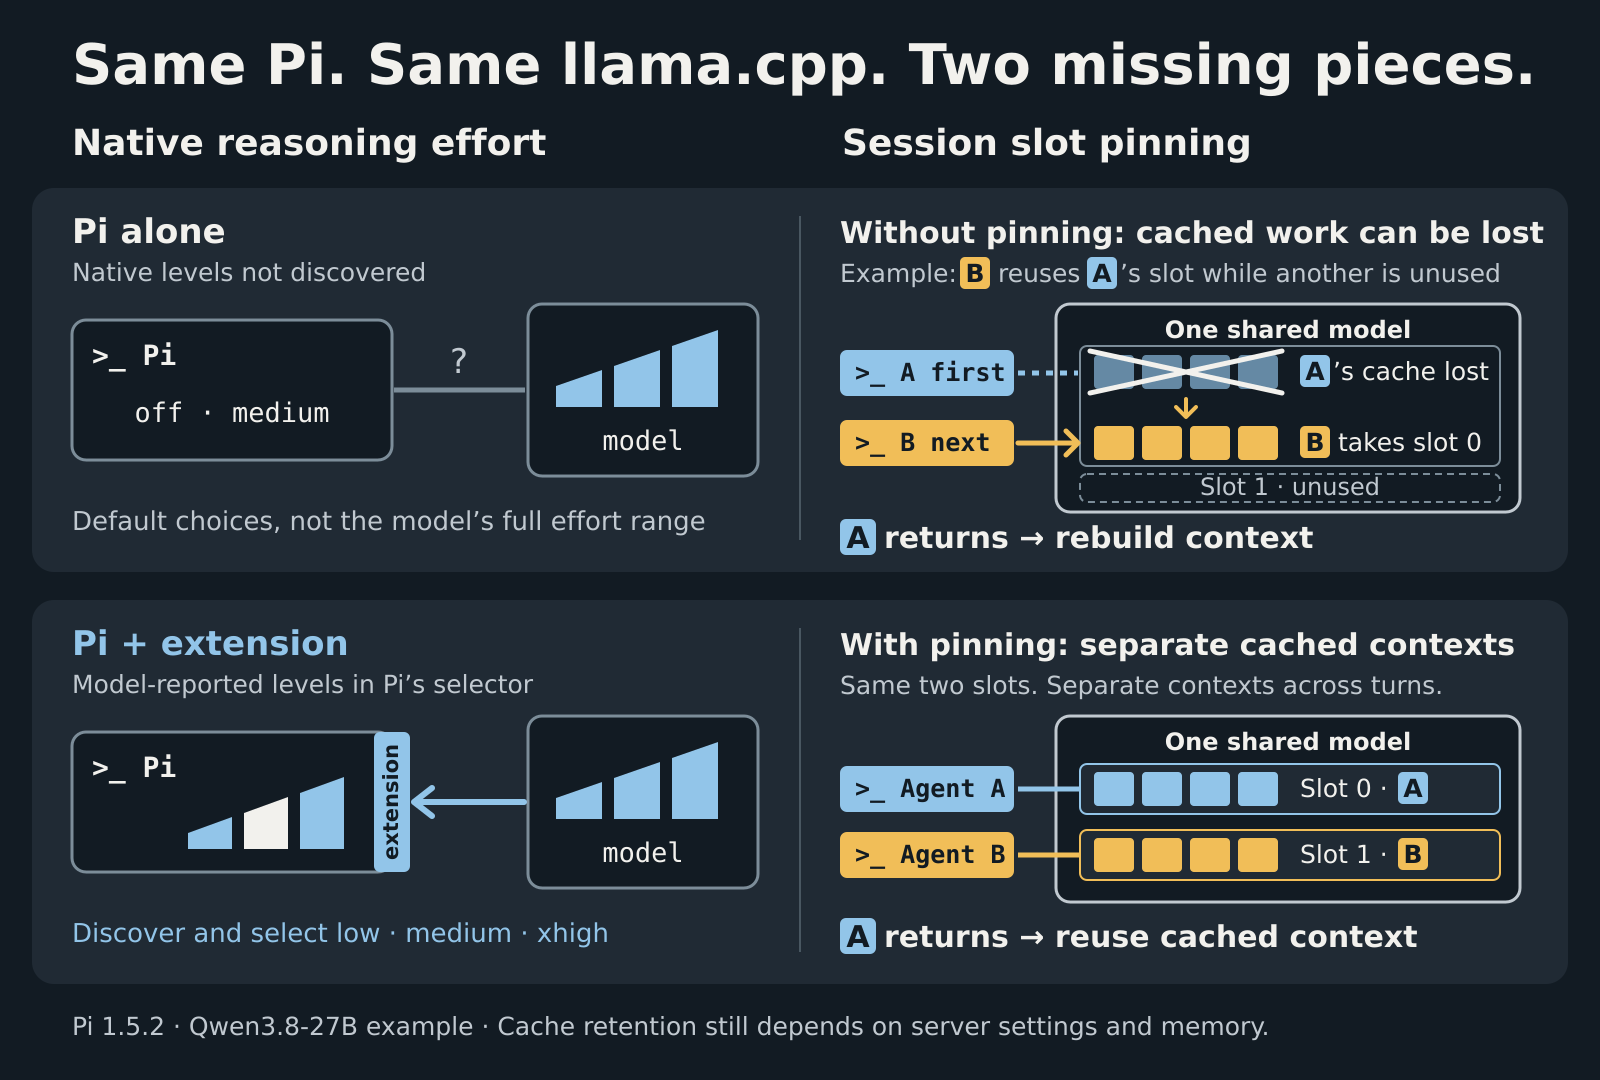 Same Pi. Same llama.cpp. Two missing pieces.
Native reasoning effort
Session slot pinning
Pi alone
Native levels not discovered
>_ Pi
off · medium
?
model
Default choices, not the model’s full effort range
Without pinning: cached work can be lost
Example: B reuses A ’s slot while another is unused
One shared model
>_ A first
A ’s cache lost
>_ B next
B takes slot 0
Slot 1 · unused
A returns → rebuild context
Pi + extension
Model-reported levels in Pi’s selector
>_ Pi
extension
model
Discover and select low · medium · xhigh
With pinning: separate cached contexts
Same two slots. Separate contexts across turns.
One shared model
>_ Agent A
Slot 0 · A
>_ Agent B
Slot 1 · B
A returns → reuse cached context
Pi 1.5.2 · Qwen3.8-27B example · Cache retention still depends on server settings and memory.